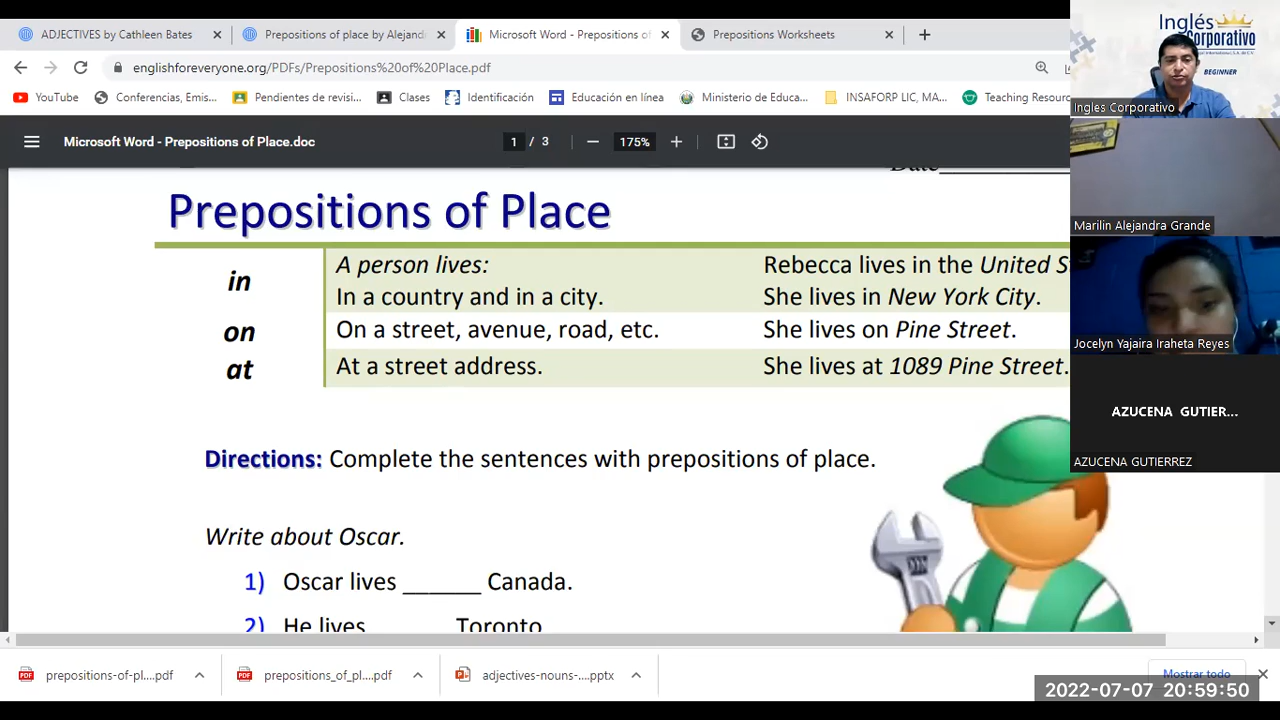 ADJECTIVES by Cathleen Bates
Prepositions of place by Alejand
Microsoft Word - Prepositions of
Prepositions Worksheets
englishforeveryone.org/PDFs/Prepositions%20of%20Place.pdf
YouTube
Conferencias, Emis...
Pendientes de revisi...
Clases
Identificación
Educación en línea
Ministerio de Educa...
INSAFORP LIC, MA...
Teaching Resourc
Microsoft Word - Prepositions of Place.doc
1 / 3
175%
Date
Prepositions of Place
in
A person lives:
Rebecca lives in the United S
In a country and in a city.
She lives in New York City.
on
On a street, avenue, road, etc.
She lives on Pine Street.
at
At a street address.
She lives at 1089 Pine Street.
Directions: Complete the sentences with prepositions of place.
Write about Oscar.
1) Oscar lives ______ Canada.
2) He lives ______ Toronto
Inglés
Corporativo
BEGINNER
Ingles Corporativo
Marilin Alejandra Grande
Jocelyn Yajaira Iraheta Reyes
AZUCENA GUTIER...
AZUCENA GUTIERREZ
prepositions-of-pl....pdf
prepositions_of_pl....pdf
adjectives-nouns-....pptx
Mostrar todo
2022-07-07 20:59:50